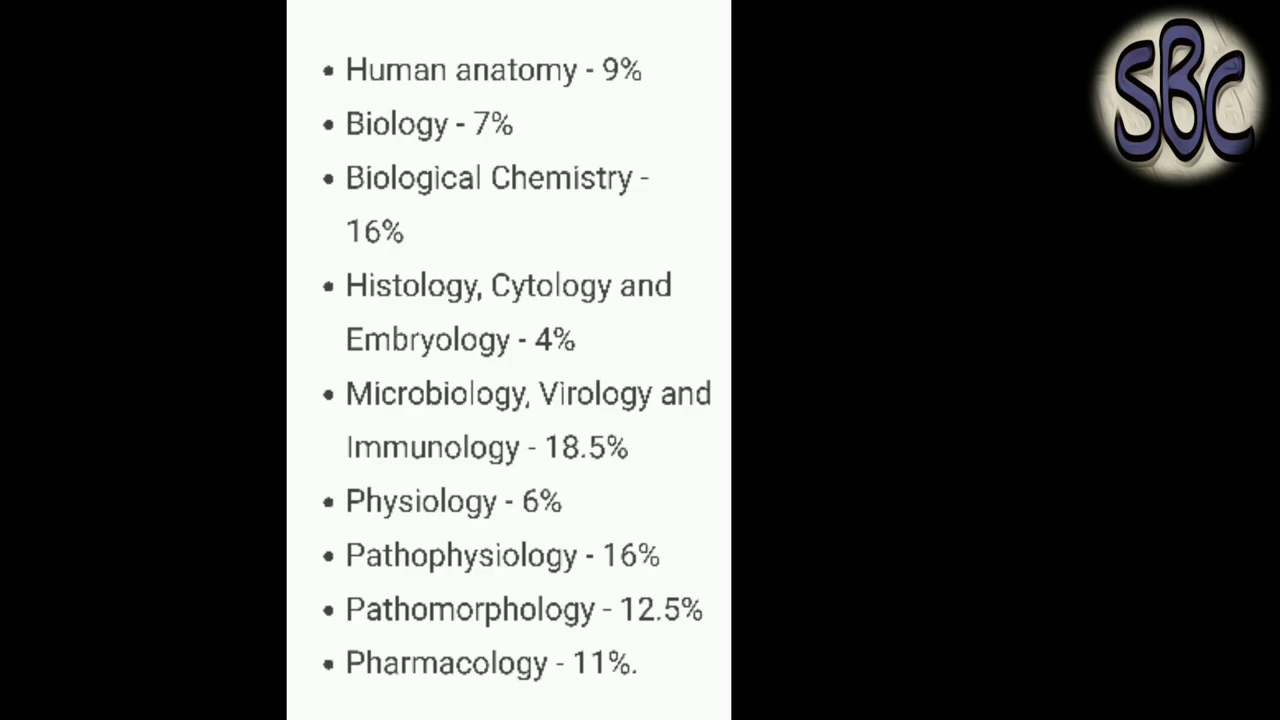 • Human anatomy - 9%
• Biology - 7%
• Biological Chemistry -
16%
• Histology, Cytology and
Embryology - 4%
• Microbiology, Virology and
Immunology - 18.5%
• Physiology - 6%
• Pathophysiology - 16%
• Pathomorphology - 12.5%
• Pharmacology - 11%.
SBC